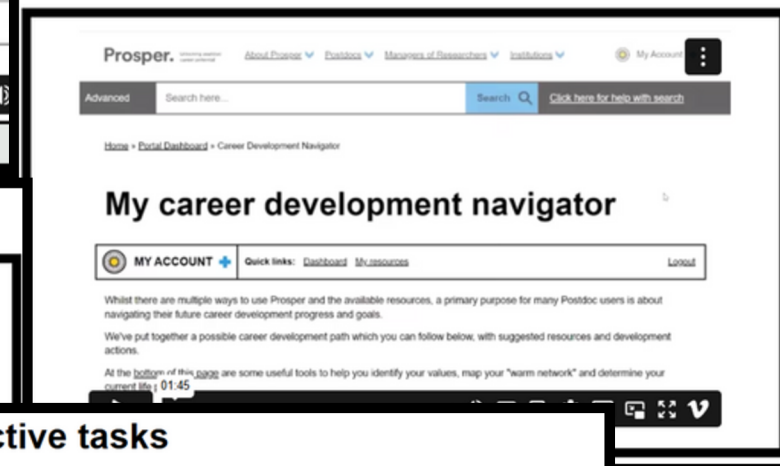 Prosper.
About Prosper Postdocs Managers of Researchers Institutions My Account
Advanced Search here... Search Click here for help with search
Home » Portal Dashboard » Career Development Navigator
My career development navigator
MY ACCOUNT Quick links: Dashboard My resources Logout
Whilst there are multiple ways to use Prosper and the available resources, a primary purpose for many Postdoc users is about
navigating their future career development progress and goals.
We've put together a possible career development path which you can follow below, with suggested resources and development
actions.
At the bottom of this page are some useful tools to help you identify your values, map your "warm network" and determine your
current life
01:45
ctive tasks